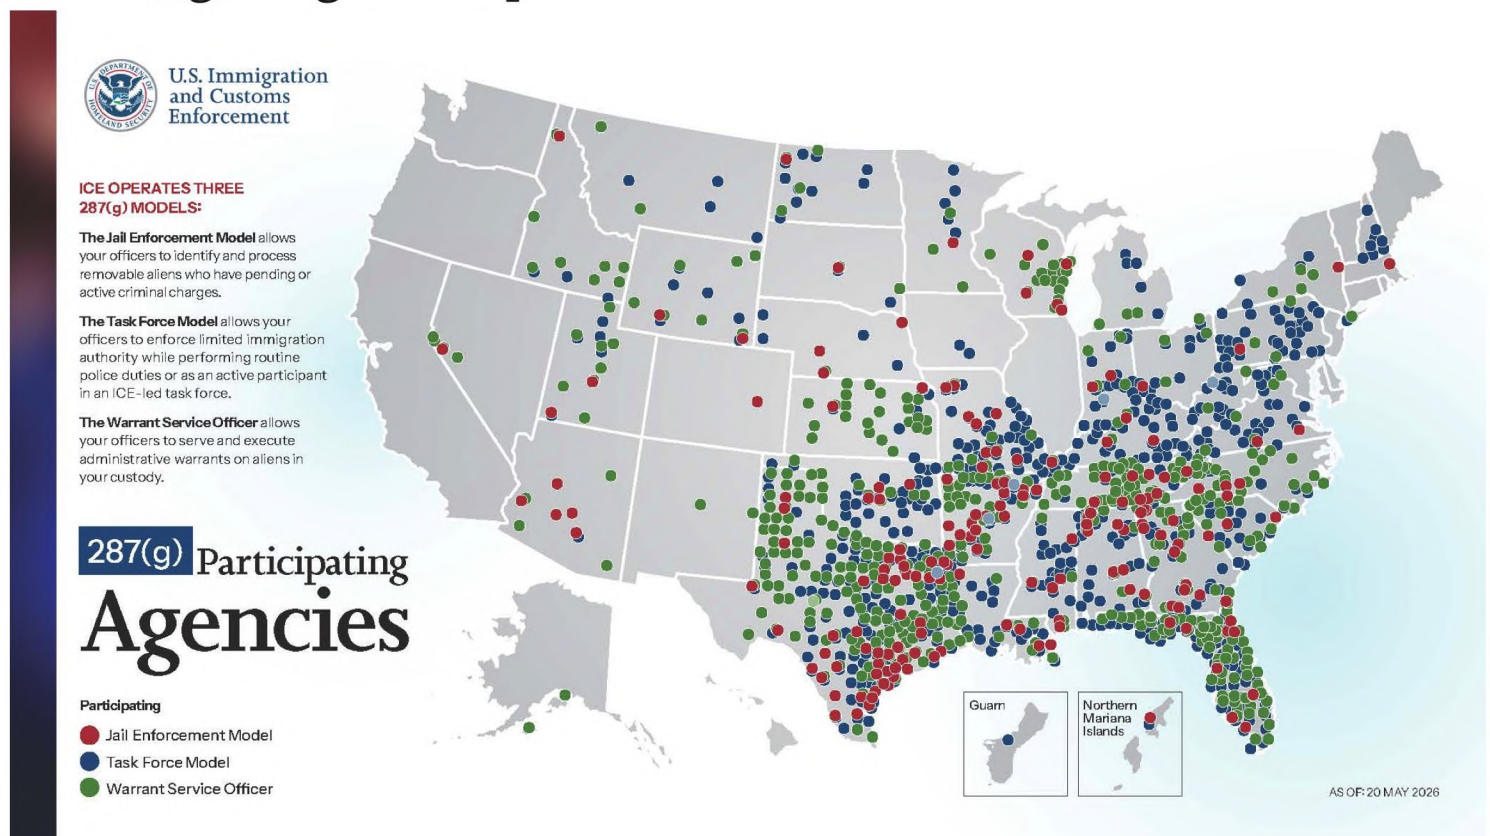 U.S. Immigration
and Customs
Enforcement
ICE OPERATES THREE
287(g) MODELS:
The Jail Enforcement Model allows
your officers to identify and process
removable aliens who have pending or
active criminal charges.
The Task Force Model allows your
officers to enforce limited immigration
authority while performing routine
police duties or as an active participant
in an ICE-led task force.
The Warrant Service Officer allows
your officers to serve and execute
administrative warrants on aliens in
your custody.
287(g) Participating
Agencies
Participating
Jail Enforcement Model
Task Force Model
Warrant Service Officer
Guam
Northern
Mariana
Islands
AS OF: 20 MAY 2026